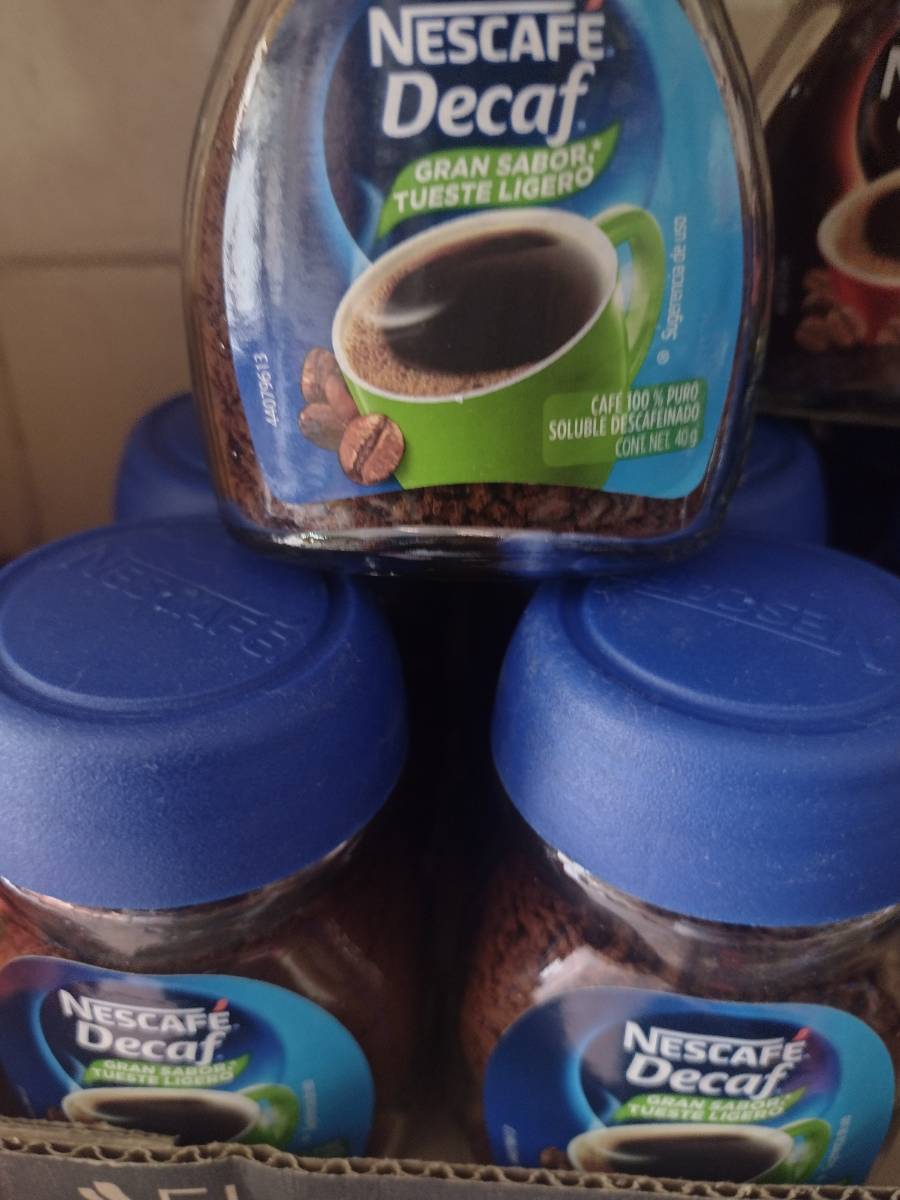 NESCAFÉ
Decaf
GRAN SABOR,*
TUESTE LIGERO
® Sugerencia de uso
44079613
CAFÉ 100 % PURO
SOLUBLE DESCAFEINADO
CONT. NET. 40 g
NESCAFÉ
NESCAFÉ
NESCAFÉ
Decaf
GRAN SABOR,*
TUESTE LIGERO
NESCAFÉ
Decaf
GRAN SABOR,*
TUESTE LIGERO